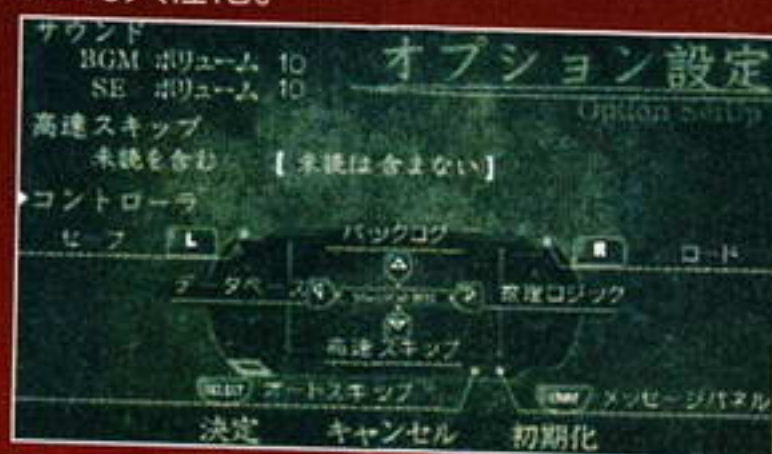 サウンド
BGM ボリューム 10
SE ボリューム 10
オプション設定
Option Setup
高速スキップ
未読を含む 【未読は含まない】
コントローラ
セーブ L バックログ R ロード
データベース 推理ロジック
高速スキップ
SELECT オートスキップ メッセージパネル
決定 キャンセル 初期化